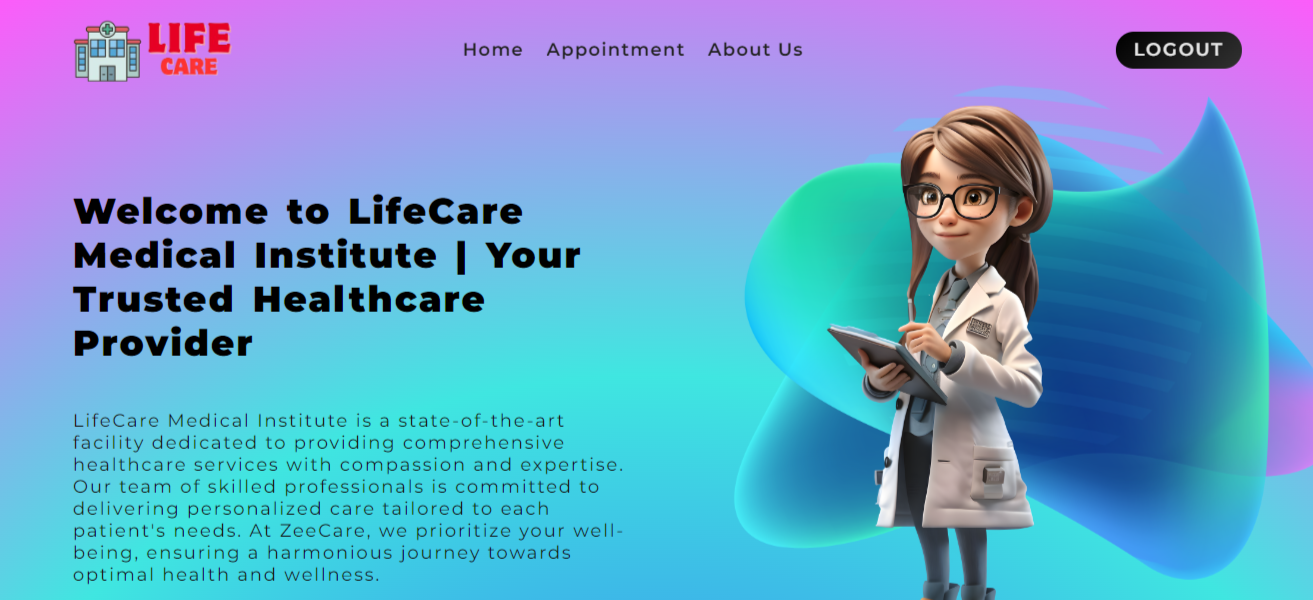 LIFE
CARE
Home Appointment About Us
LOGOUT
Welcome to LifeCare
Medical Institute | Your
Trusted Healthcare
Provider
LifeCare Medical Institute is a state-of-the-art
facility dedicated to providing comprehensive
healthcare services with compassion and expertise.
Our team of skilled professionals is committed to
delivering personalized care tailored to each
patient's needs. At ZeeCare, we prioritize your well-
being, ensuring a harmonious journey towards
optimal health and wellness.